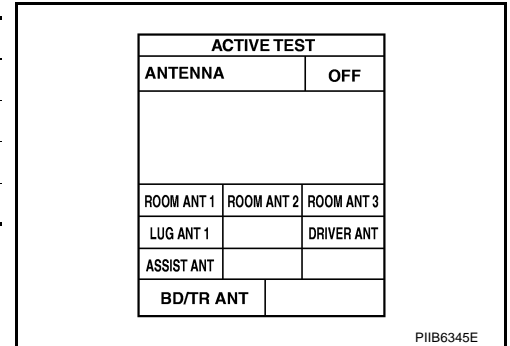 ACTIVE TEST
ANTENNA OFF
ROOM ANT 1 ROOM ANT 2 ROOM ANT 3
LUG ANT 1 DRIVER ANT
ASSIST ANT
BD/TR ANT
PIIB6345E